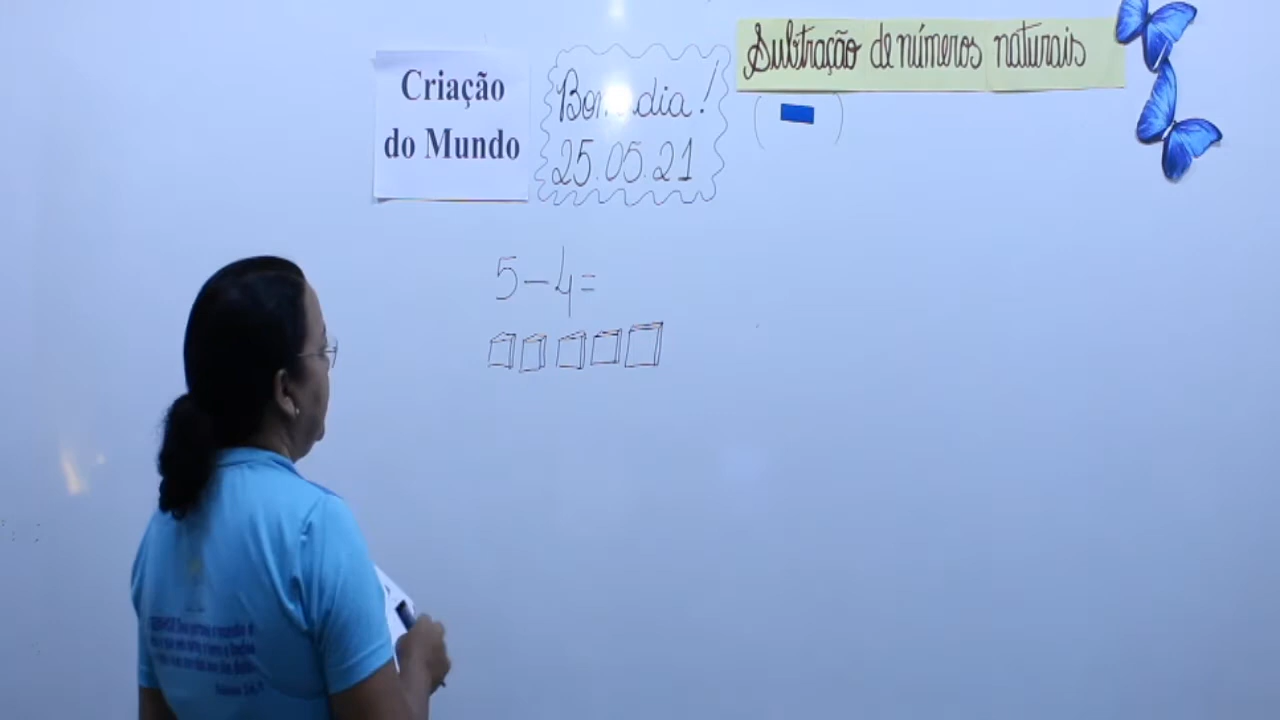 Criação
do Mundo
Bom dia!
25.05.21
Subtração de números naturais
(-)
5-4=